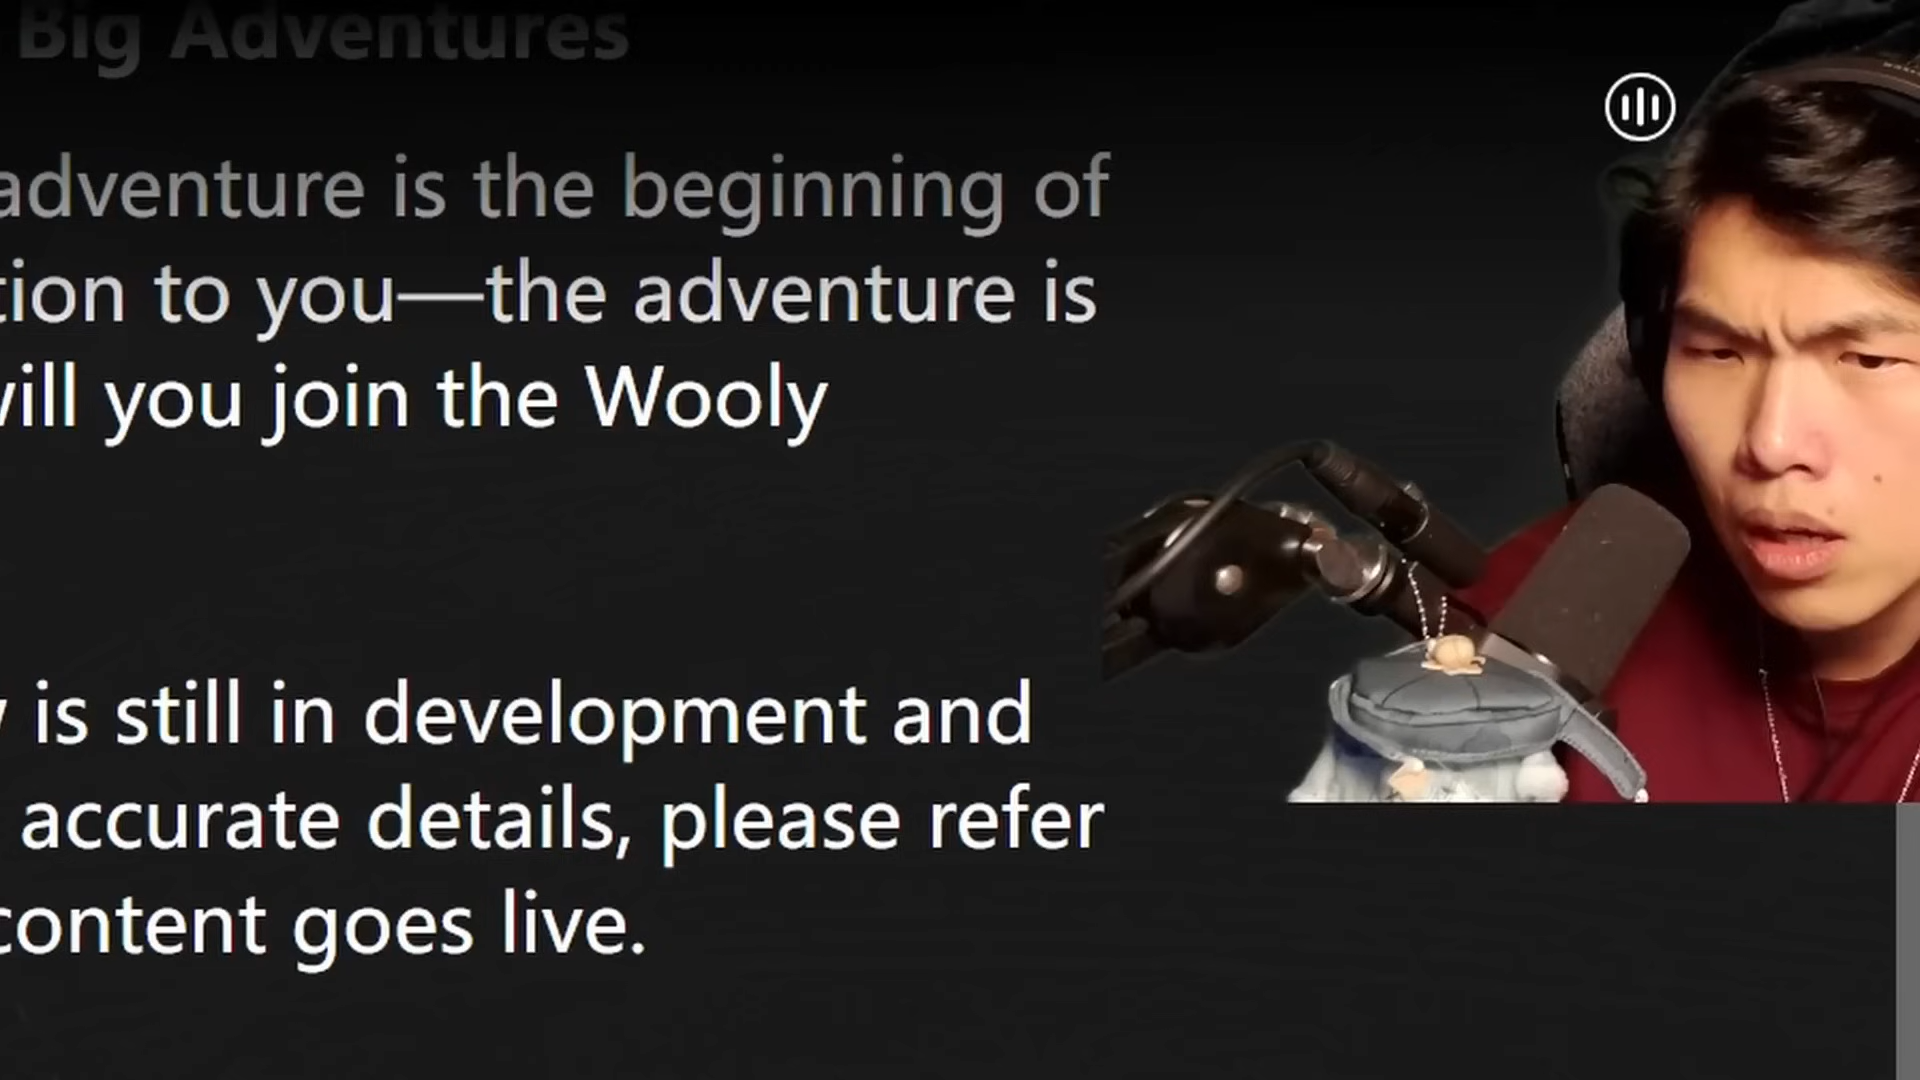 Big Adventures
adventure is the beginning of
tion to you—the adventure is
will you join the Wooly
is still in development and
accurate details, please refer
content goes live.